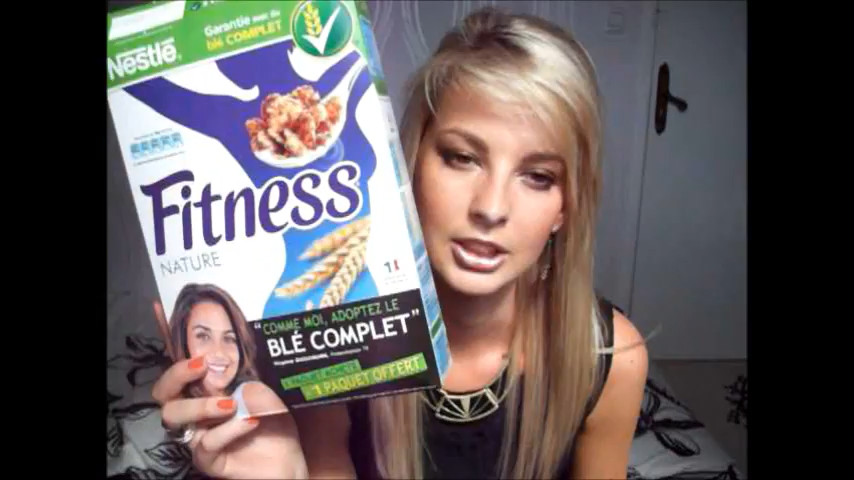 Nestlé
Garantie avec du
blé COMPLET
Fitness
NATURE
"COMME MOI, ADOPTEZ LE
BLÉ COMPLET"
1 PAQUET OFFERT